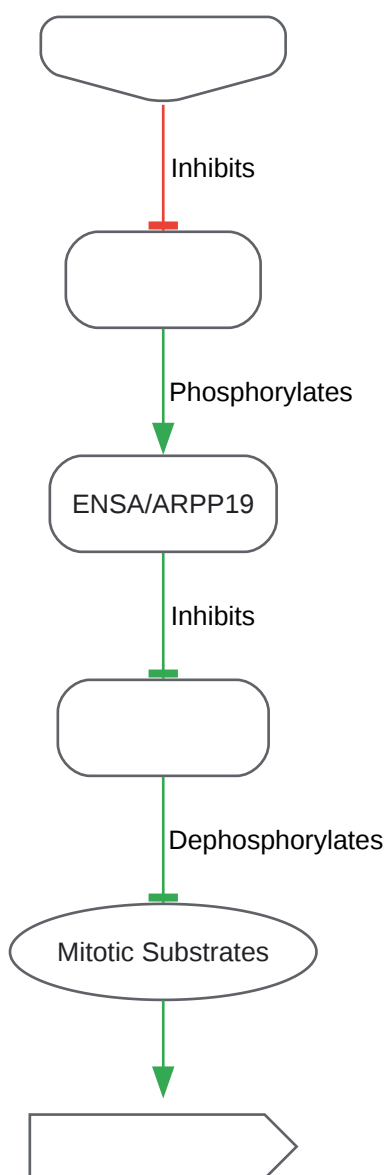 Inhibits
Phosphorylates
ENSA/ARPP19
Inhibits
Dephosphorylates
Mitotic Substrates